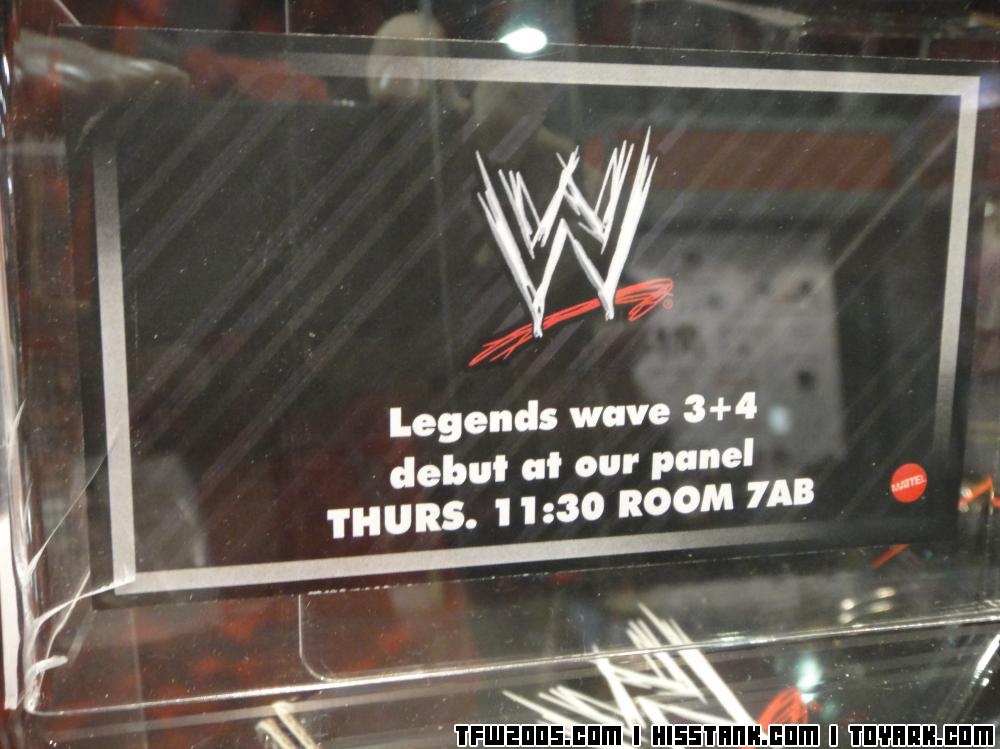 W
Legends wave 3+4
debut at our panel
THURS. 11:30 ROOM 7AB
MATTEL
TFW2005.COM | HISSTANK.COM | TOYARK.COM